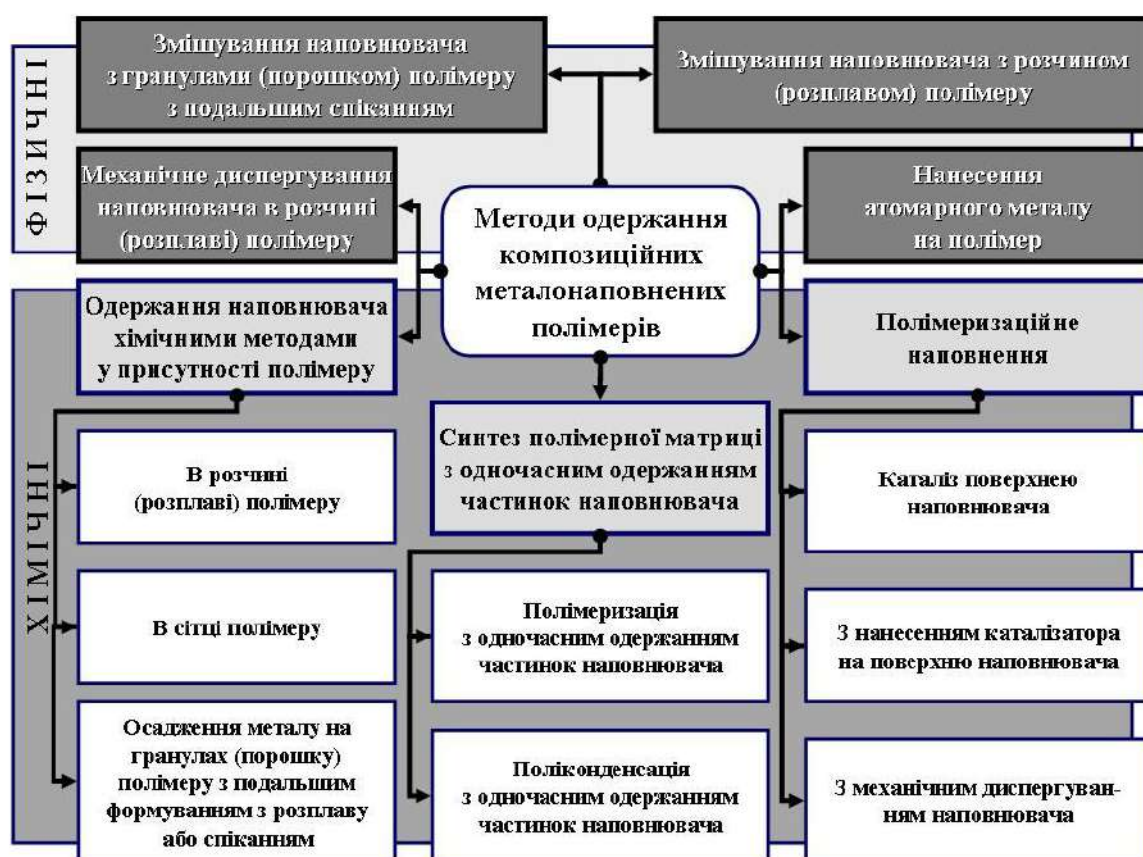 ФІЗИЧНІ
Змішування наповнювача
з гранулами (порошком) полімеру
з подальшим спіканням
Змішування наповнювача з розчином
(розплавом) полімеру
Механічне диспергування
наповнювача в розчині
(розплаві) полімеру
Методи одержання
композиційних
металонаповнених
полімерів
Нанесення
атомарного металу
на полімер
ХІМІЧНІ
Одержання наповнювача
хімічними методами
у присутності полімеру
Полімеризаційне
наповнення
Синтез полімерної матриці
з одночасним одержанням
частинок наповнювача
В розчині
(розплаві) полімеру
Каталіз поверхнею
наповнювача
В сітці полімеру
Полімеризація
з одночасним одержанням
частинок наповнювача
З нанесенням каталізатора
на поверхню наповнювача
Осадження металу на
гранулах (порошку)
полімеру з подальшим
формуванням з розплаву
або спіканням
Поліконденсація
з одночасним одержанням
частинок наповнювача
З механічним диспергуван-
ням наповнювача